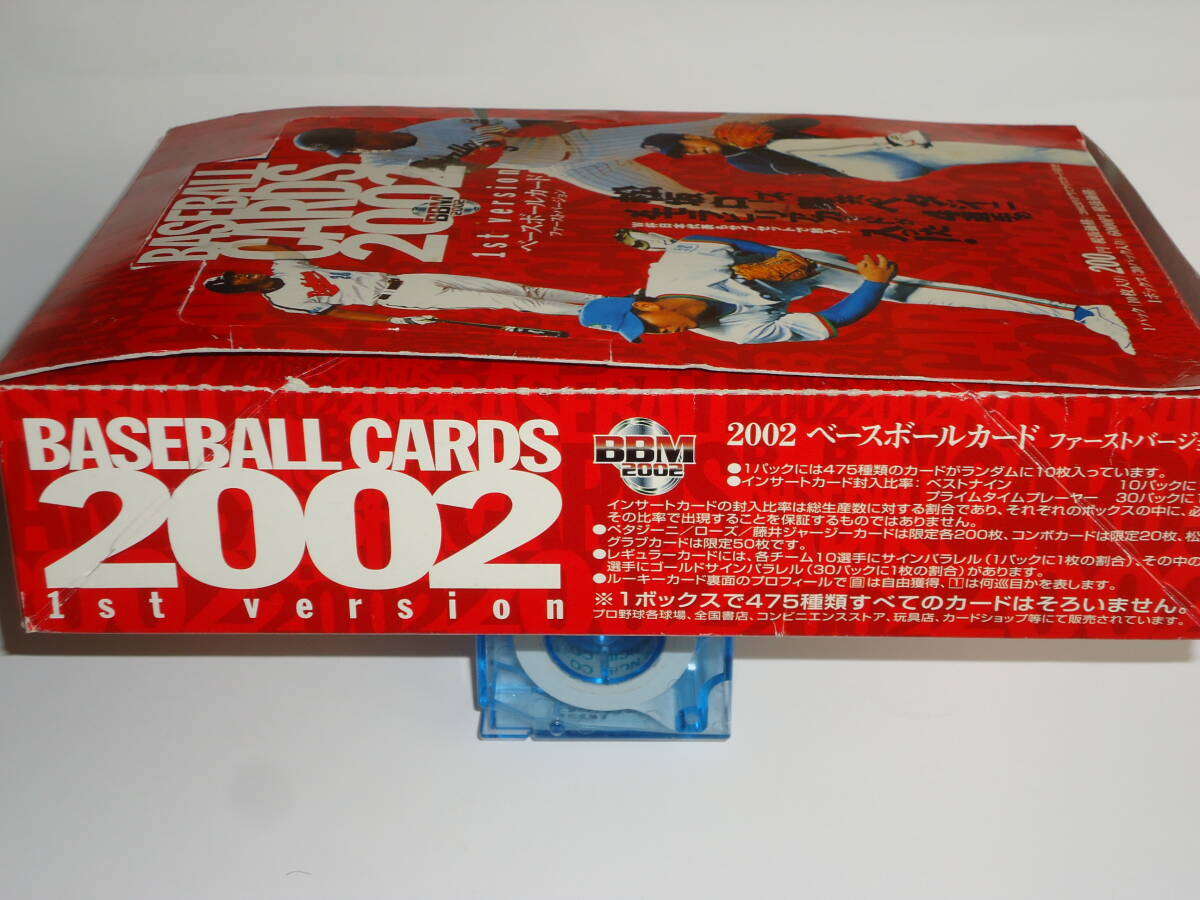 BASEBALL
CARDS
2002
BBM
2002
1st version
ベースボールカード
ファーストバージョン
1パック(10枚入り) 200円
BASEBALL CARDS
2002
1st version
BBM
2002
2002 ベースボールカード ファーストバージョ
●1パックには475種類のカードがランダムに10枚入っています。
●インサートカード封入比率：ベストナイン 10パックに
プライムタイムプレーヤー 30パックに
インサートカードの封入比率は総生産数に対する割合であり、それぞれのボックスの中に、必
その比率で出現することを保証するものではありません。
●ペタジーニ／ローズ／藤井ジャージーカードは限定各200枚、コンボカードは限定20枚、松
グラブカードは限定50枚です。
●レギュラーカードには、各チーム10選手にサインパラレル（1パックに1枚の割合）、その中の
選手にゴールドサインパラレル（30パックに1枚の割合）があります。
●ルーキーカード裏面のプロフィールで自は自由獲得、1は何巡目かを表します。
※1ボックスで475種類すべてのカードはそろいません。
プロ野球各球場、全国書店、コンビニエンスストア、玩具店、カードショップ等にて販売されています。